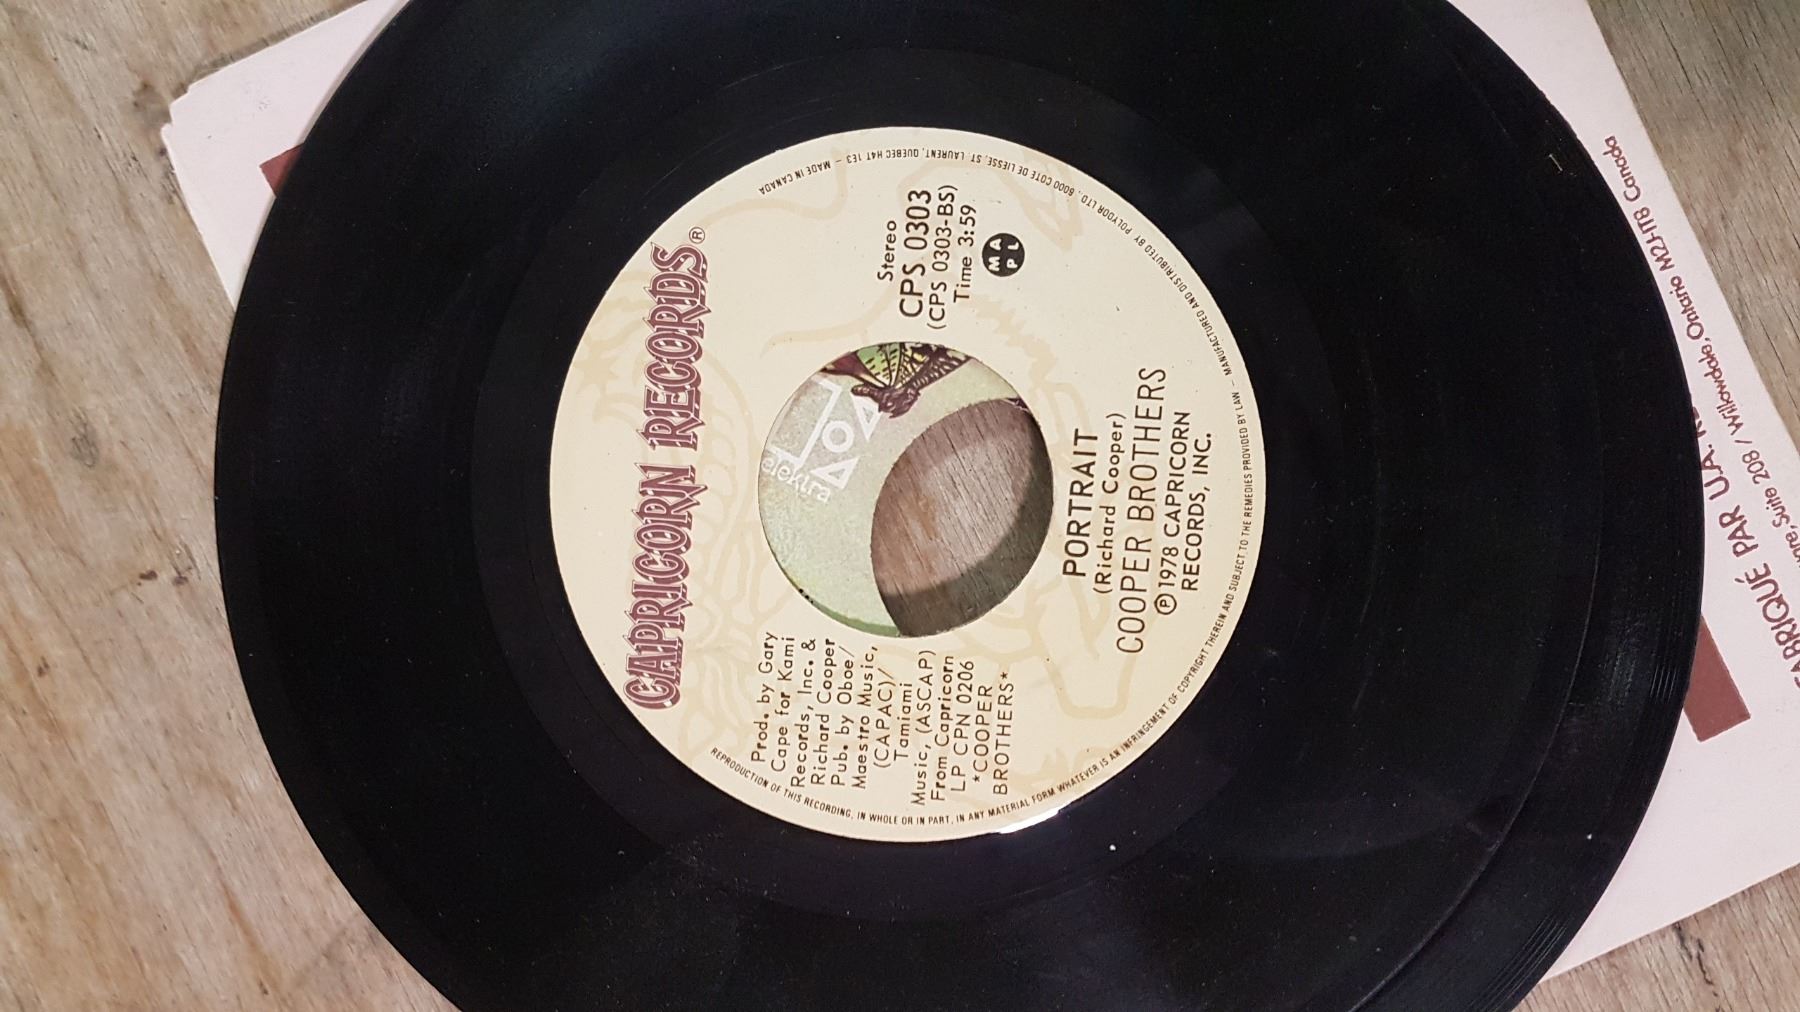 CAPRICORN RECORDS®
Prod. by Gary
Cape for Kami
Records, Inc. &
Richard Cooper
Pub. by Oboe/
Maestro Music,
(CAPAC)/
Tamiami
Music, (ASCAP)
From Capricorn
LP CPN 0206
*COOPER
BROTHERS*
Stereo
CPS 0303
(CPS 0303-BS)
Time 3:59
M A P L
elektra
PORTRAIT
(Richard Cooper)
COOPER BROTHERS
℗ 1978 CAPRICORN
RECORDS, INC.
REPRODUCTION OF THIS RECORDING, IN WHOLE OR IN PART, IN ANY MATERIAL FORM WHATEVER IS AN INFRINGEMENT OF COPYRIGHT THEREIN AND SUBJECT TO THE REMEDIES PROVIDED BY LAW – MANUFACTURED AND DISTRIBUTED BY POLYDOR LTD., 6000 COTE DE LIESSE, ST. LAURENT, QUEBEC H4T 1E3 – MADE IN CANADA
Suite 208 / Willowdale, Ontario M2J-1T8 Canada
PAR U.A.